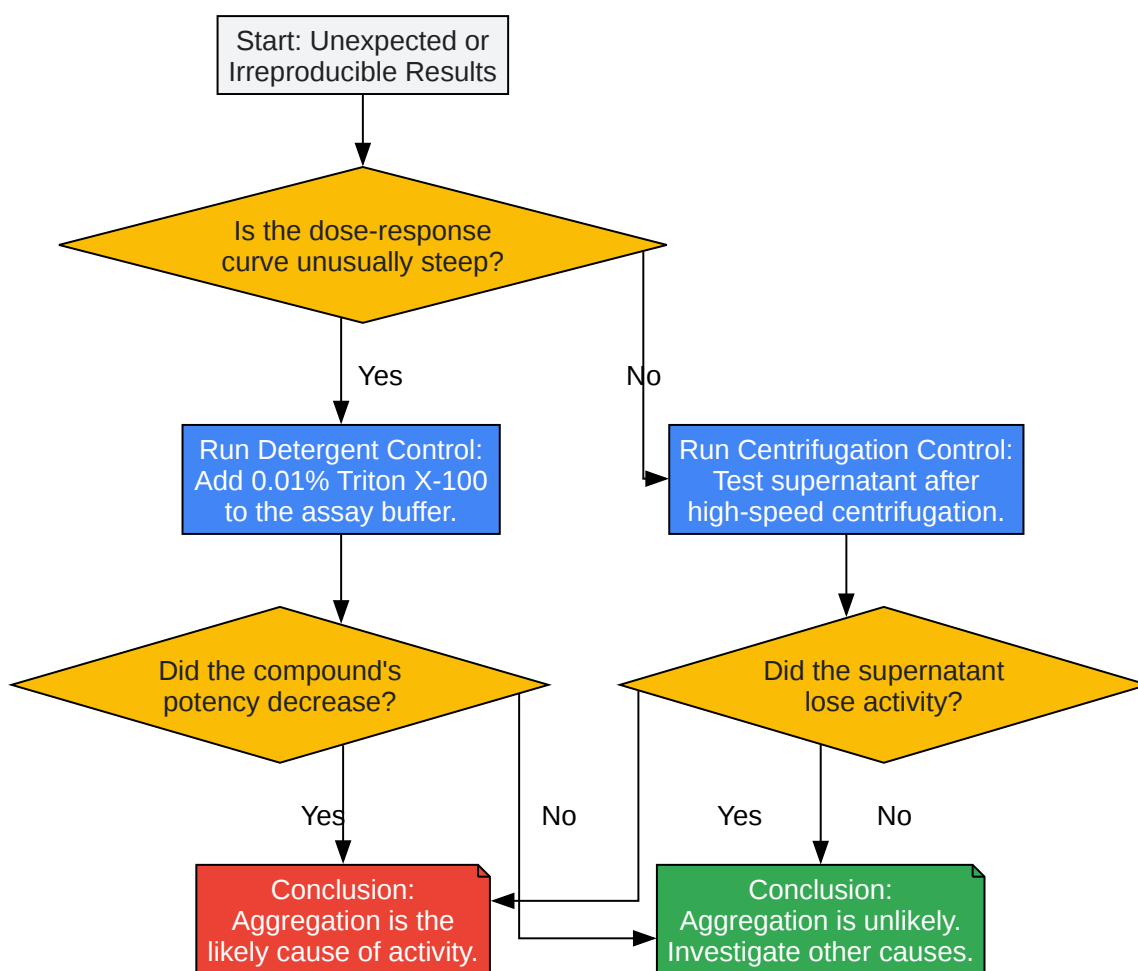 Start: Unexpected or
Irreproducible Results
Is the dose-response
curve unusually steep?
Yes
No
Run Detergent Control:
Add 0.01% Triton X-100
to the assay buffer.
Run Centrifugation Control:
Test supernatant after
high-speed centrifugation.
Did the compound's
potency decrease?
Did the supernatant
lose activity?
Yes
No
Yes
No
Conclusion:
Aggregation is the
likely cause of activity.
Conclusion:
Aggregation is unlikely.
Investigate other causes.